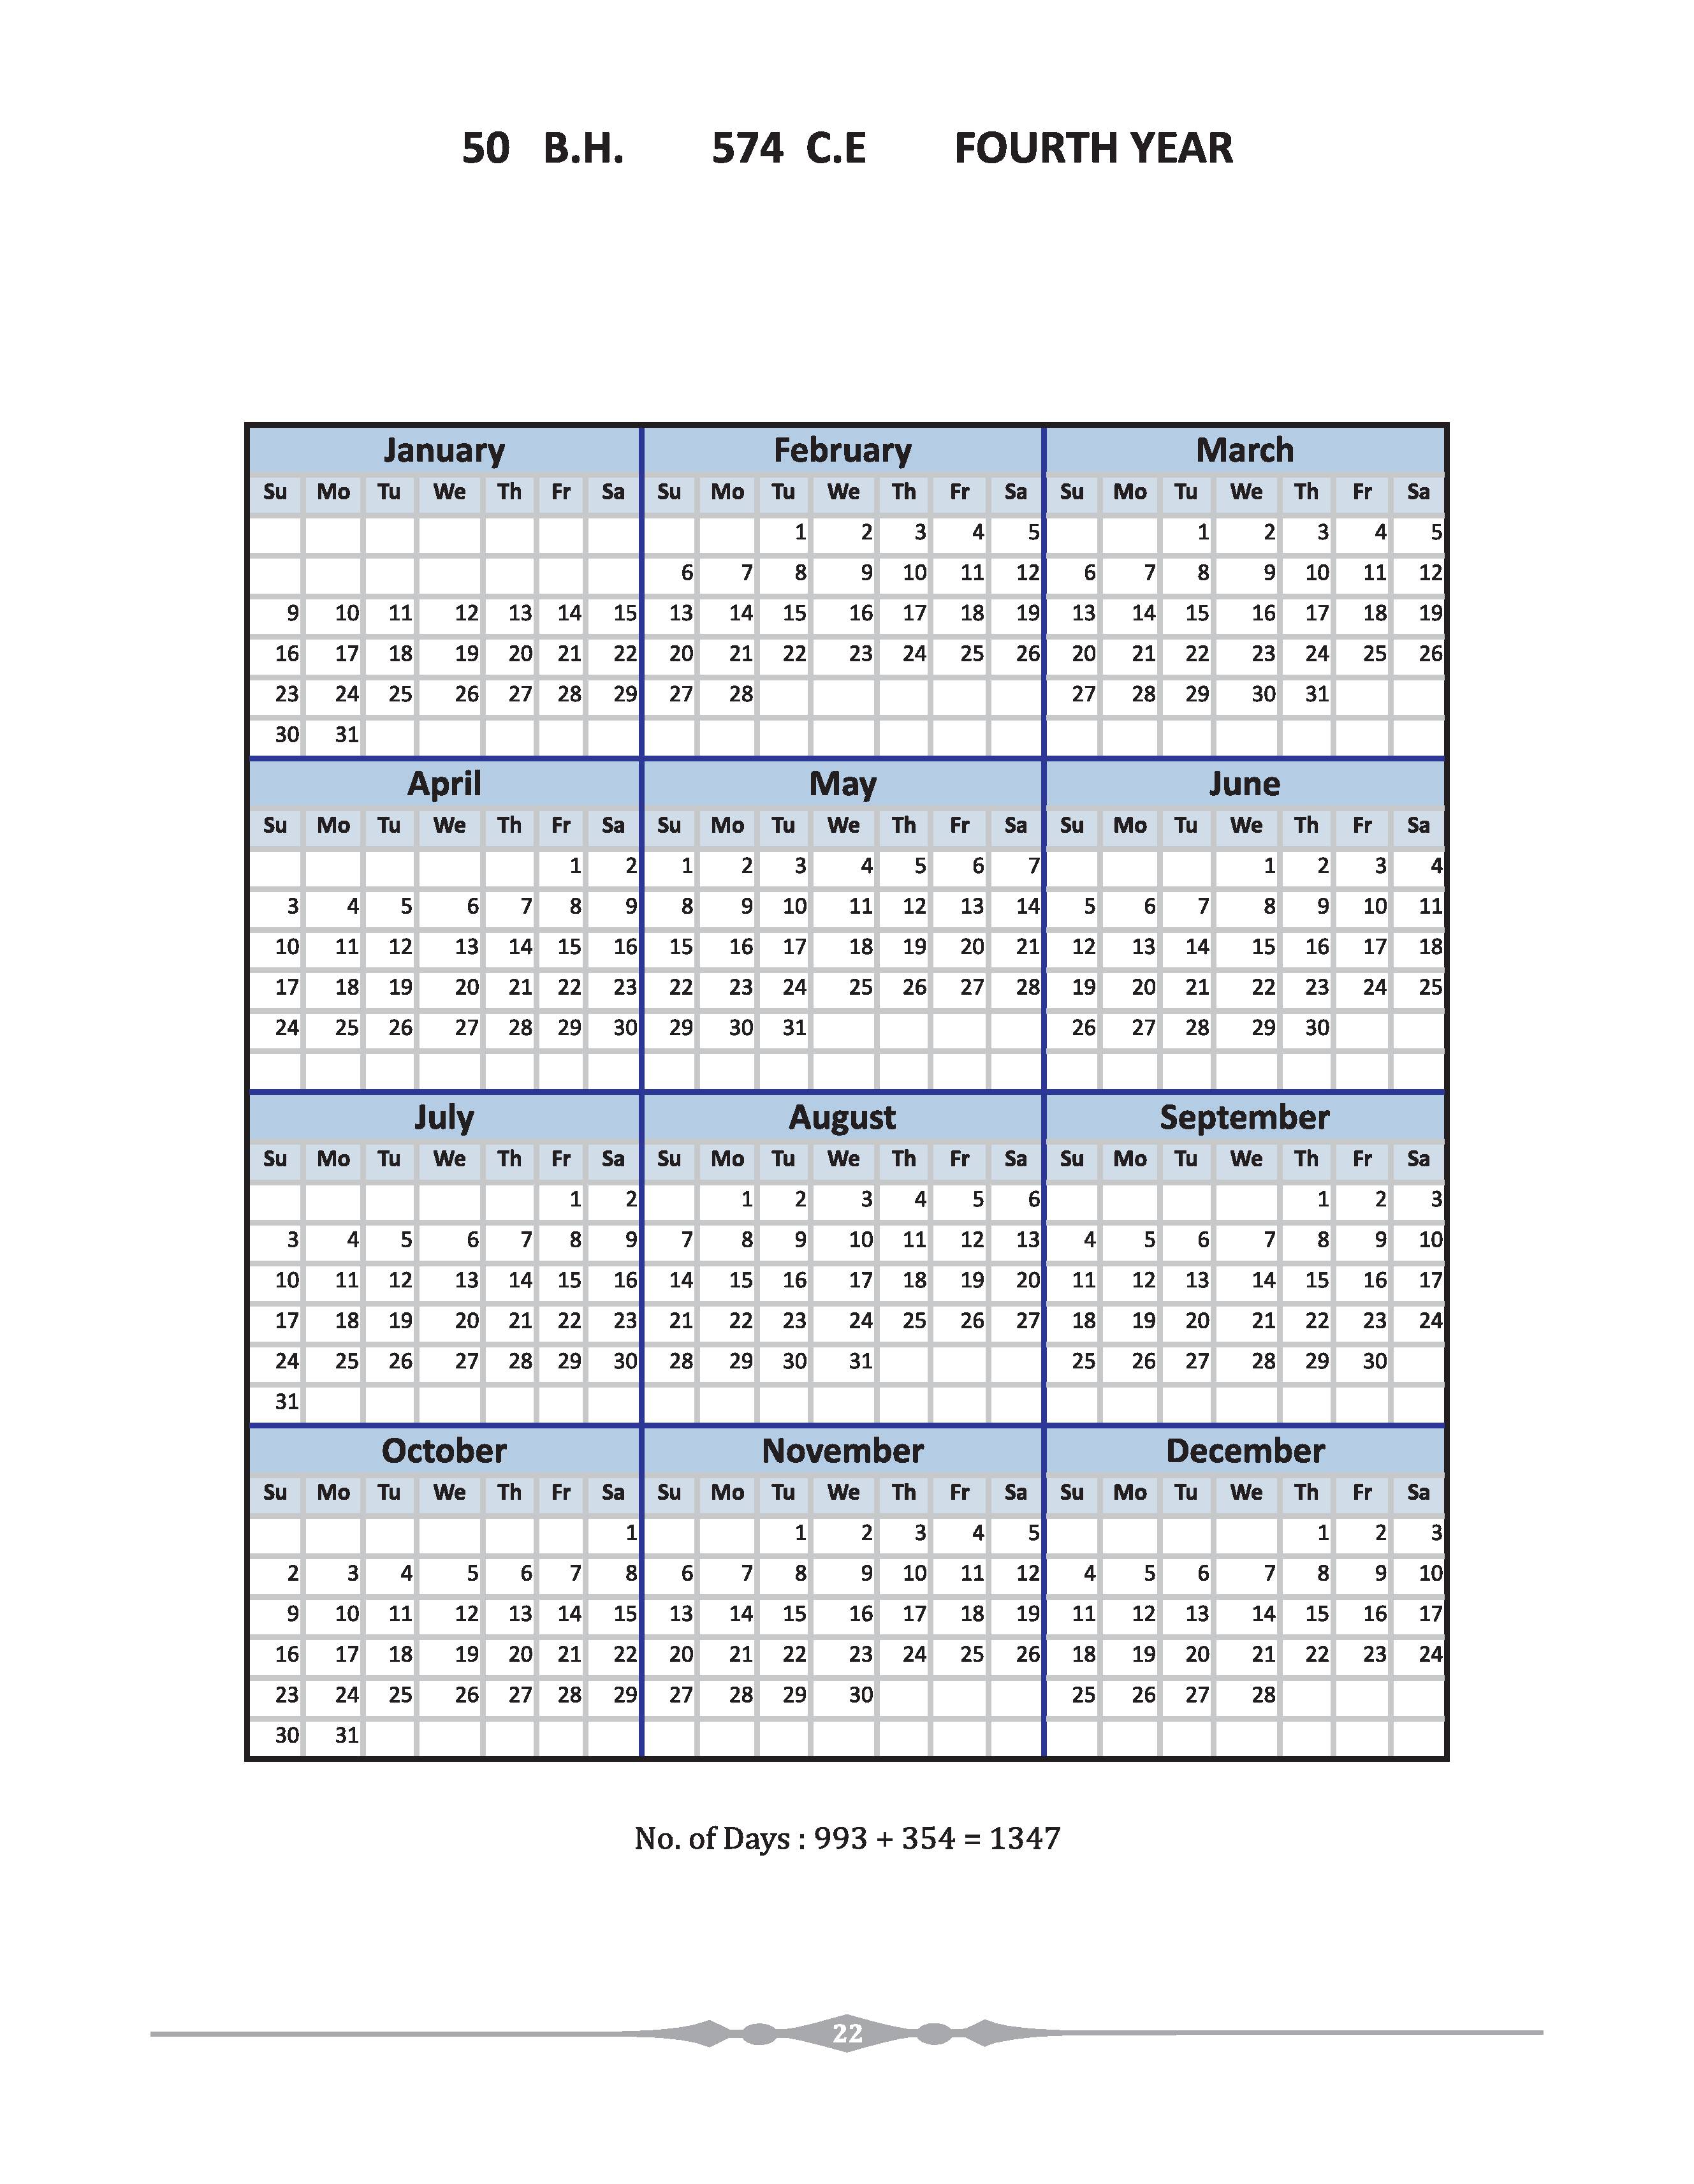 50 B.H. 574 C.E FOURTH YEAR
January February March
Su Mo Tu We Th Fr Sa Su Mo Tu We Th Fr Sa Su Mo Tu We Th Fr Sa
1 2 3 4 5 1 2 3 4 5
6 7 8 9 10 11 12 6 7 8 9 10 11 12
9 10 11 12 13 14 15 13 14 15 16 17 18 19 13 14 15 16 17 18 19
16 17 18 19 20 21 22 20 21 22 23 24 25 26 20 21 22 23 24 25 26
23 24 25 26 27 28 29 27 28 27 28 29 30 31
30 31
April May June
Su Mo Tu We Th Fr Sa Su Mo Tu We Th Fr Sa Su Mo Tu We Th Fr Sa
1 2 1 2 3 4 5 6 7 1 2 3 4
3 4 5 6 7 8 9 8 9 10 11 12 13 14 5 6 7 8 9 10 11
10 11 12 13 14 15 16 15 16 17 18 19 20 21 12 13 14 15 16 17 18
17 18 19 20 21 22 23 22 23 24 25 26 27 28 19 20 21 22 23 24 25
24 25 26 27 28 29 30 29 30 31 26 27 28 29 30
July August September
Su Mo Tu We Th Fr Sa Su Mo Tu We Th Fr Sa Su Mo Tu We Th Fr Sa
1 2 1 2 3 4 5 6 1 2 3
3 4 5 6 7 8 9 7 8 9 10 11 12 13 4 5 6 7 8 9 10
10 11 12 13 14 15 16 14 15 16 17 18 19 20 11 12 13 14 15 16 17
17 18 19 20 21 22 23 21 22 23 24 25 26 27 18 19 20 21 22 23 24
24 25 26 27 28 29 30 28 29 30 31 25 26 27 28 29 30
31
October November December
Su Mo Tu We Th Fr Sa Su Mo Tu We Th Fr Sa Su Mo Tu We Th Fr Sa
1 1 2 3 4 5 1 2 3
2 3 4 5 6 7 8 6 7 8 9 10 11 12 4 5 6 7 8 9 10
9 10 11 12 13 14 15 13 14 15 16 17 18 19 11 12 13 14 15 16 17
16 17 18 19 20 21 22 20 21 22 23 24 25 26 18 19 20 21 22 23 24
23 24 25 26 27 28 29 27 28 29 30 25 26 27 28
30 31
No. of Days : 993 + 354 = 1347
22